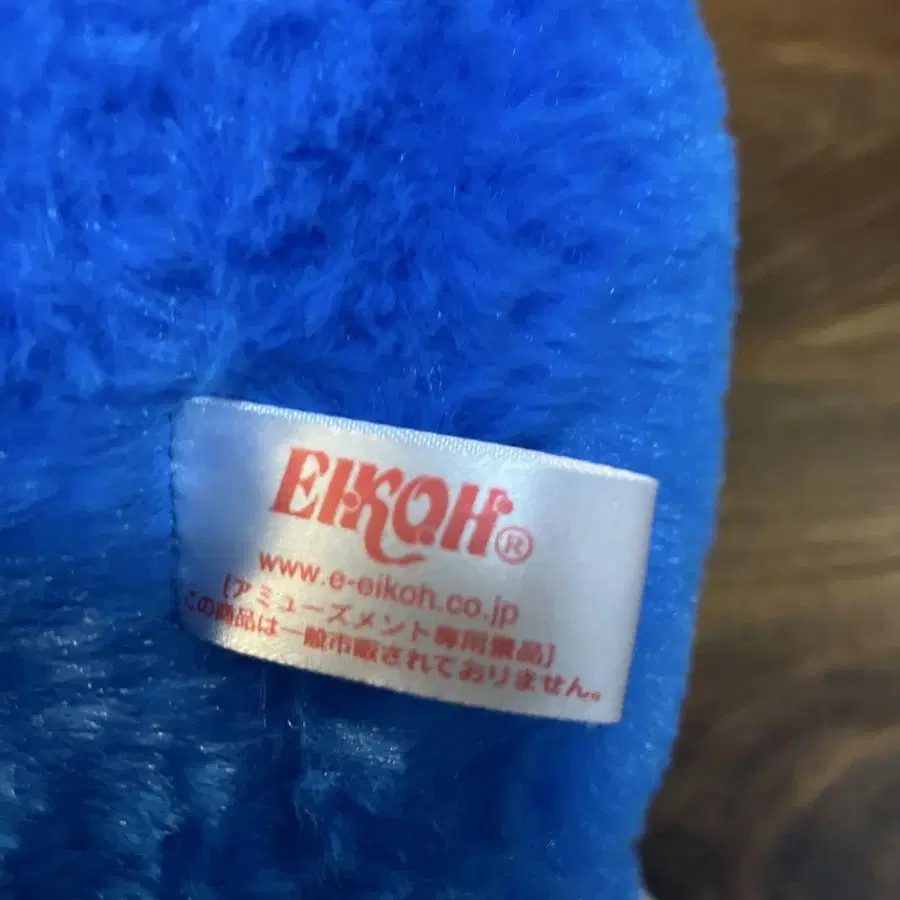 EIKOH®
www.e-eikoh.co.jp
[アミューズメント専用景品]
この商品は一般市販されておりません。